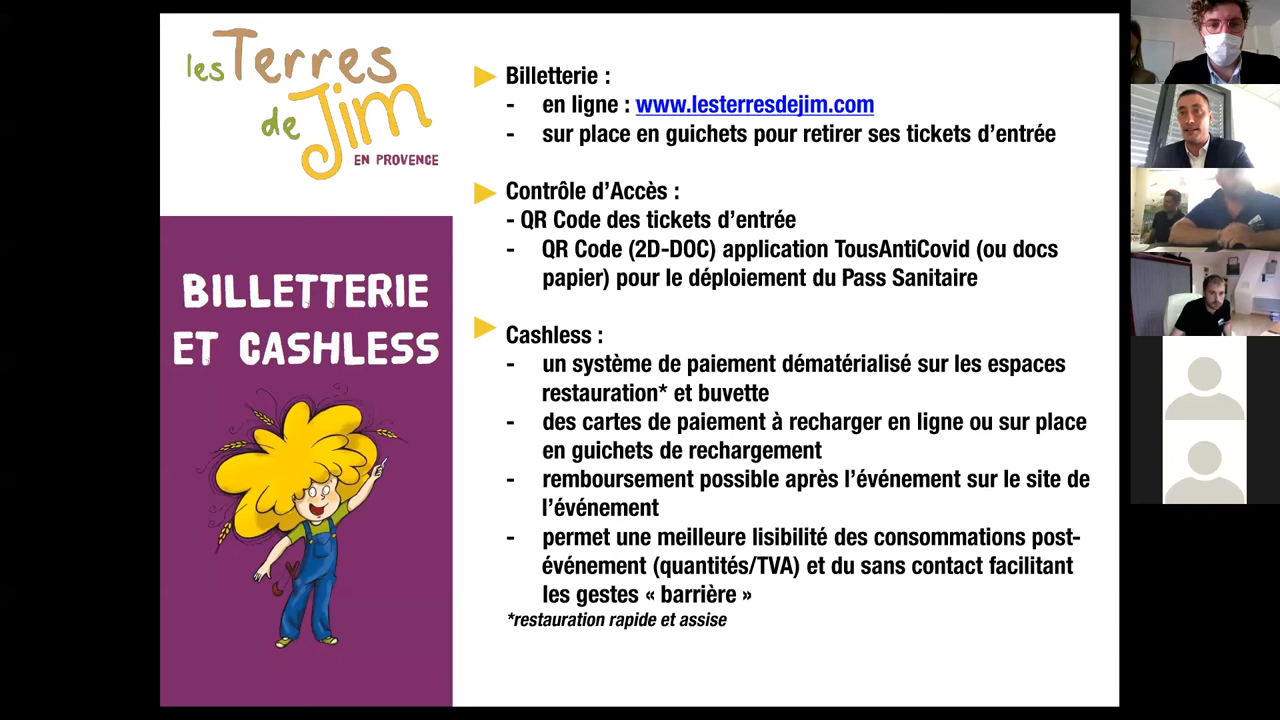 les Terres
de Jim
EN PROVENCE
BILLETTERIE
ET CASHLESS
Billetterie :
- en ligne : www.lesterresdejim.com
- sur place en guichets pour retirer ses tickets d’entrée
Contrôle d’Accès :
- QR Code des tickets d’entrée
- QR Code (2D-DOC) application TousAntiCovid (ou docs
papier) pour le déploiement du Pass Sanitaire
Cashless :
- un système de paiement dématérialisé sur les espaces
restauration* et buvette
- des cartes de paiement à recharger en ligne ou sur place
en guichets de rechargement
- remboursement possible après l’événement sur le site de
l’événement
- permet une meilleure lisibilité des consommations post-
événement (quantités/TVA) et du sans contact facilitant
les gestes « barrière »
*restauration rapide et assise